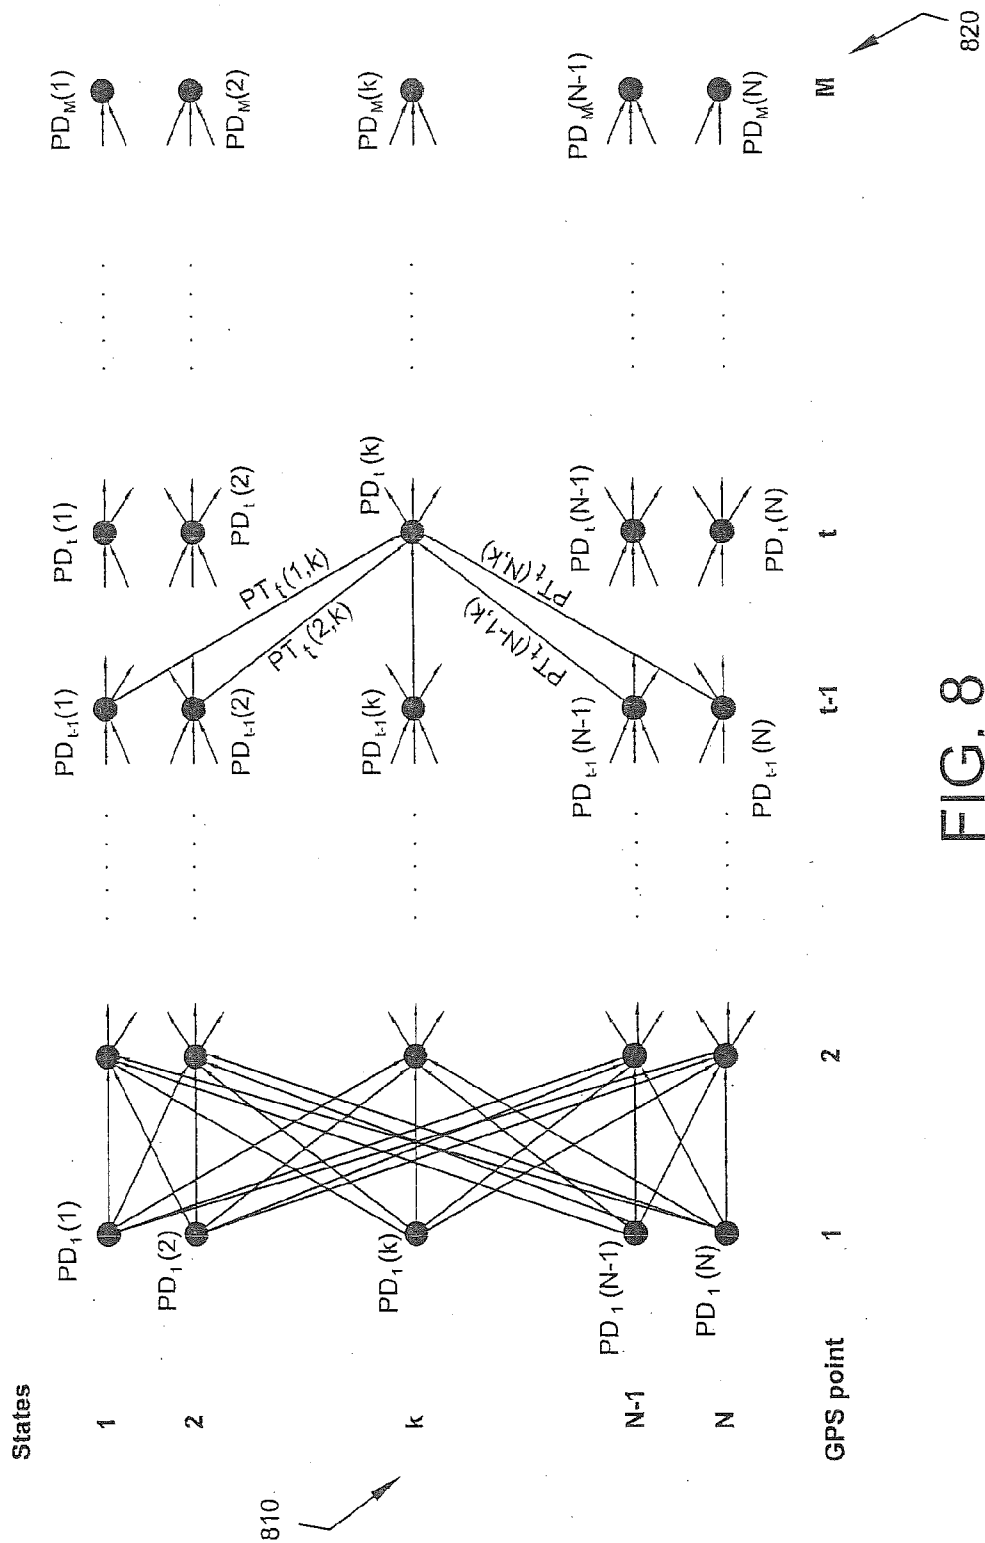 States
1
2
k
N-1
N
GPS point
1
2
t-1
t
M
810
820
PD1(1)
PD1(2)
PD1(k)
PD1(N-1)
PD1(N)
PDt-1(1)
PDt-1(2)
PDt-1(k)
PDt-1(N-1)
PDt-1(N)
PTt(1,k)
PTt(2,k)
PTt(N-1,k)
PTt(N,k)
PDt(1)
PDt(2)
PDt(k)
PDt(N-1)
PDt(N)
PDM(1)
PDM(2)
PDM(k)
PDM(N-1)
PDM(N)
FIG. 8